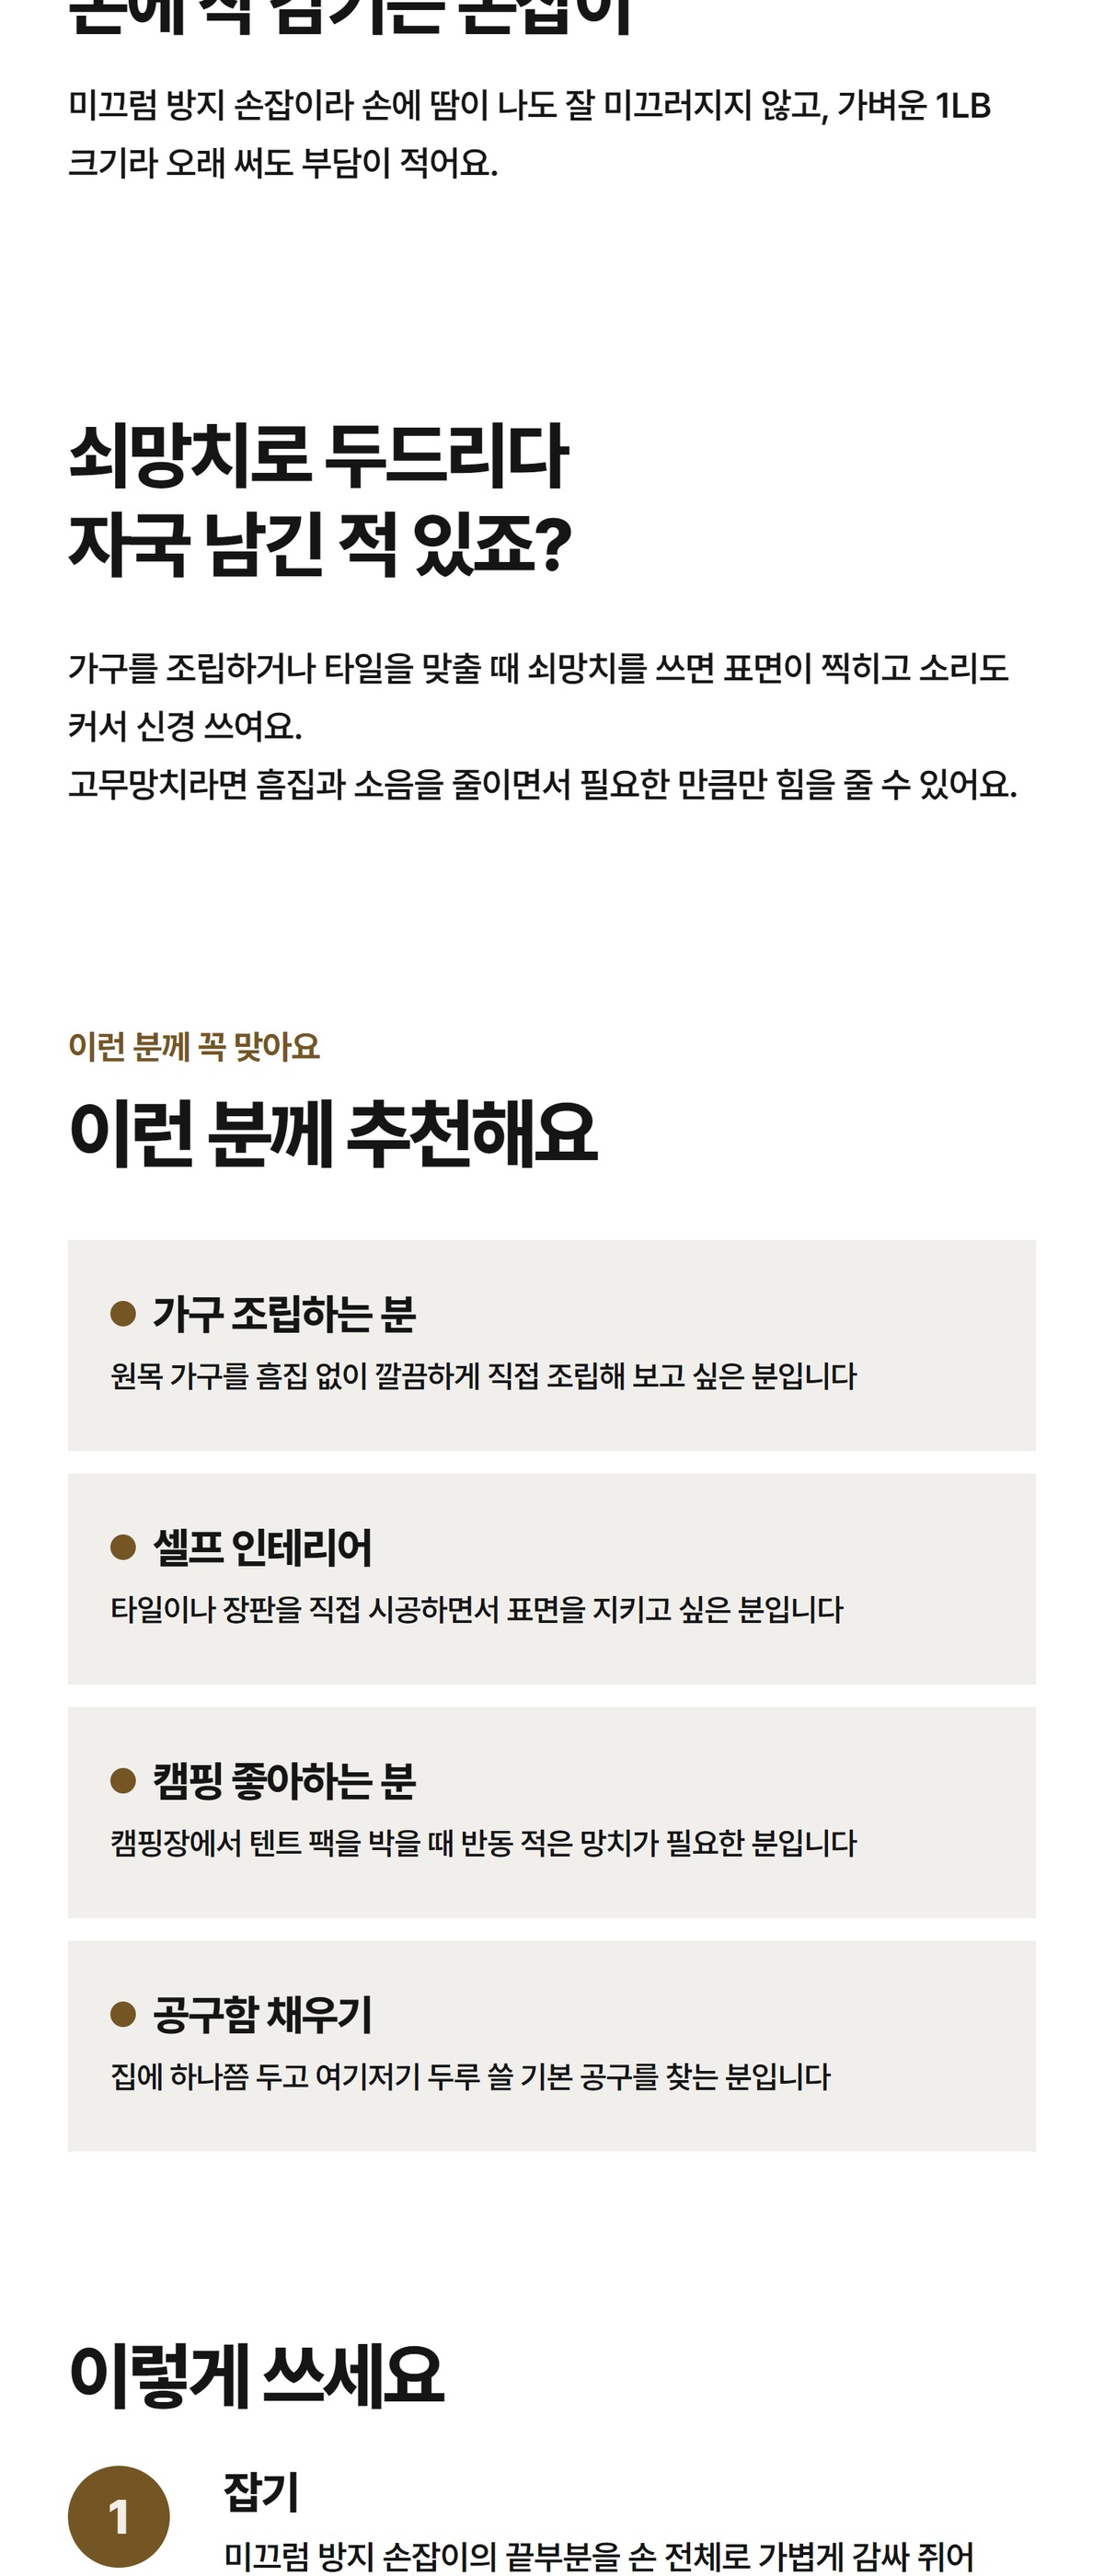 손에 착 감기는 손잡이
미끄럼 방지 손잡이라 손에 땀이 나도 잘 미끄러지지 않고, 가벼운 1LB
크기라 오래 써도 부담이 적어요.
쇠망치로 두드리다
자국 남긴 적 있죠?
가구를 조립하거나 타일을 맞출 때 쇠망치를 쓰면 표면이 찍히고 소리도
커서 신경 쓰여요.
고무망치라면 흠집과 소음을 줄이면서 필요한 만큼만 힘을 줄 수 있어요.
이런 분께 꼭 맞아요
이런 분께 추천해요
가구 조립하는 분
원목 가구를 흠집 없이 깔끔하게 직접 조립해 보고 싶은 분입니다
셀프 인테리어
타일이나 장판을 직접 시공하면서 표면을 지키고 싶은 분입니다
캠핑 좋아하는 분
캠핑장에서 텐트 팩을 박을 때 반동 적은 망치가 필요한 분입니다
공구함 채우기
집에 하나쯤 두고 여기저기 두루 쓸 기본 공구를 찾는 분입니다
이렇게 쓰세요
1
잡기
미끄럼 방지 손잡이의 끝부분을 손 전체로 가볍게 감싸 쥐어